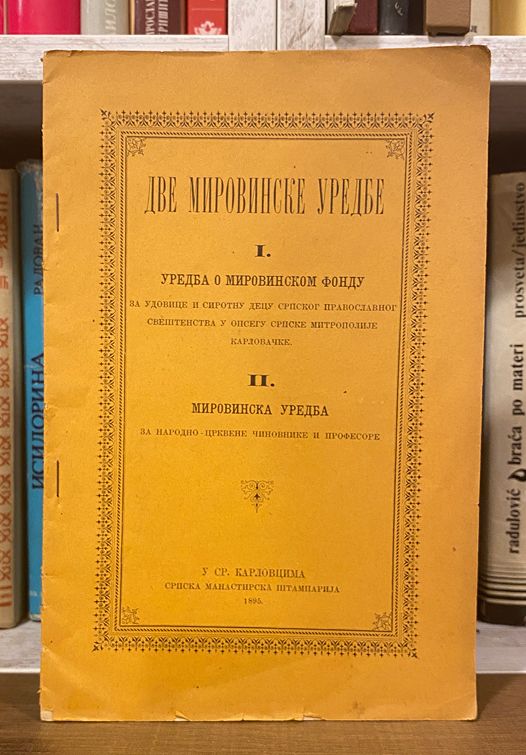 ДВЕ МИРОВИНСКЕ УРЕДБЕ
I.
УРЕДБА О МИРОВИНСКОМ ФОНДУ
ЗА УДОВИЦЕ И СИРОТНУ ДЕЦУ СРПСКОГ ПРАВОСЛАВНОГ
СВЕШТЕНСТВА У ОПСЕГУ СРПСКЕ МИТРОПОЛИЈЕ
КАРЛОВАЧКЕ.
II.
МИРОВИНСКА УРЕДБА
ЗА НАРОДНО-ЦРКВЕНЕ ЧИНОВНИКЕ И ПРОФЕСОРЕ
У СР. КАРЛОВЦИМА
СРПСКА МАНАСТИРСКА ШТАМПАРИЈА
1895.
РАДОВАН
ИСИДОРИНА
radulović braća po materi prosveta/jedinstvo